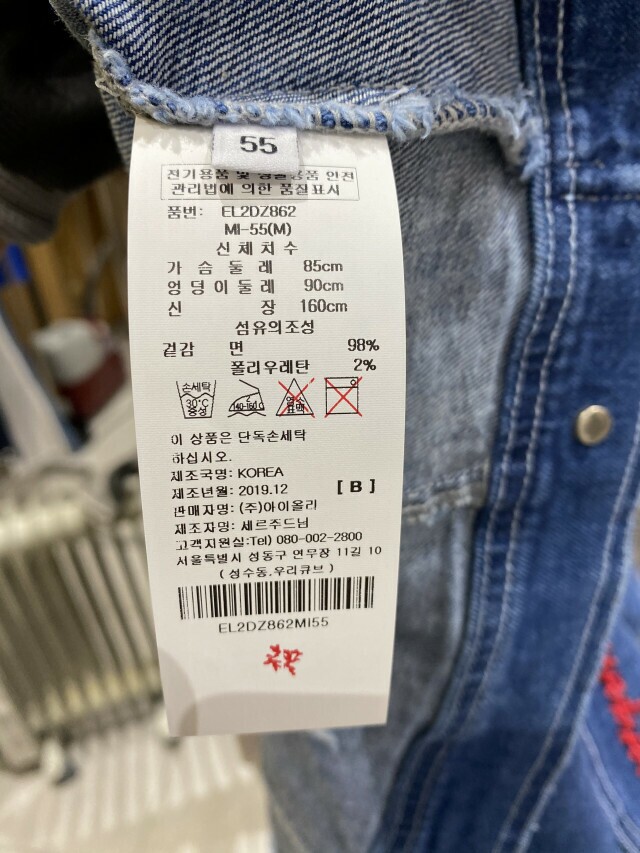 55
전기용품 및 생활용품 안전
관리법에 의한 품질표시
품번: EL2DZ862
MI-55(M)
신체치수
가슴둘레 85cm
엉덩이둘레 90cm
신장 160cm
섬유의조성
겉감 면 98%
폴리우레탄 2%
손세탁 30℃ 중성
140-160℃
염소 표백
이 상품은 단독손세탁
하십시오.
제조국명: KOREA
제조년월: 2019.12 [ B ]
판매자명: (주)아이올리
제조자명: 세르주드님
고객지원실:Tel) 080-002-2800
서울특별시 성동구 연무장 11길 10
( 성수동,우리큐브 )
EL2DZ862MI55